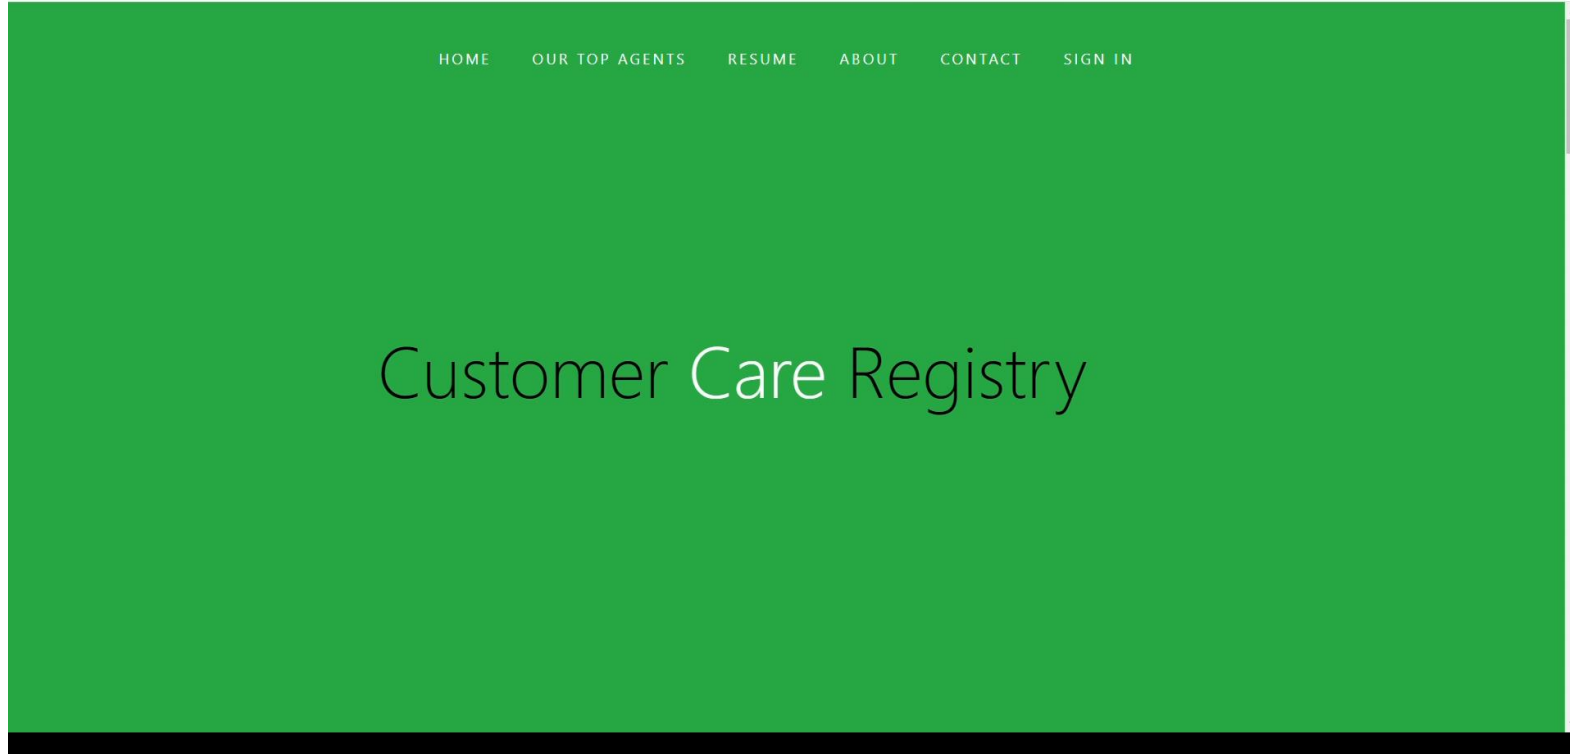 HOME OUR TOP AGENTS RESUME ABOUT CONTACT SIGN IN
Customer Care Registry